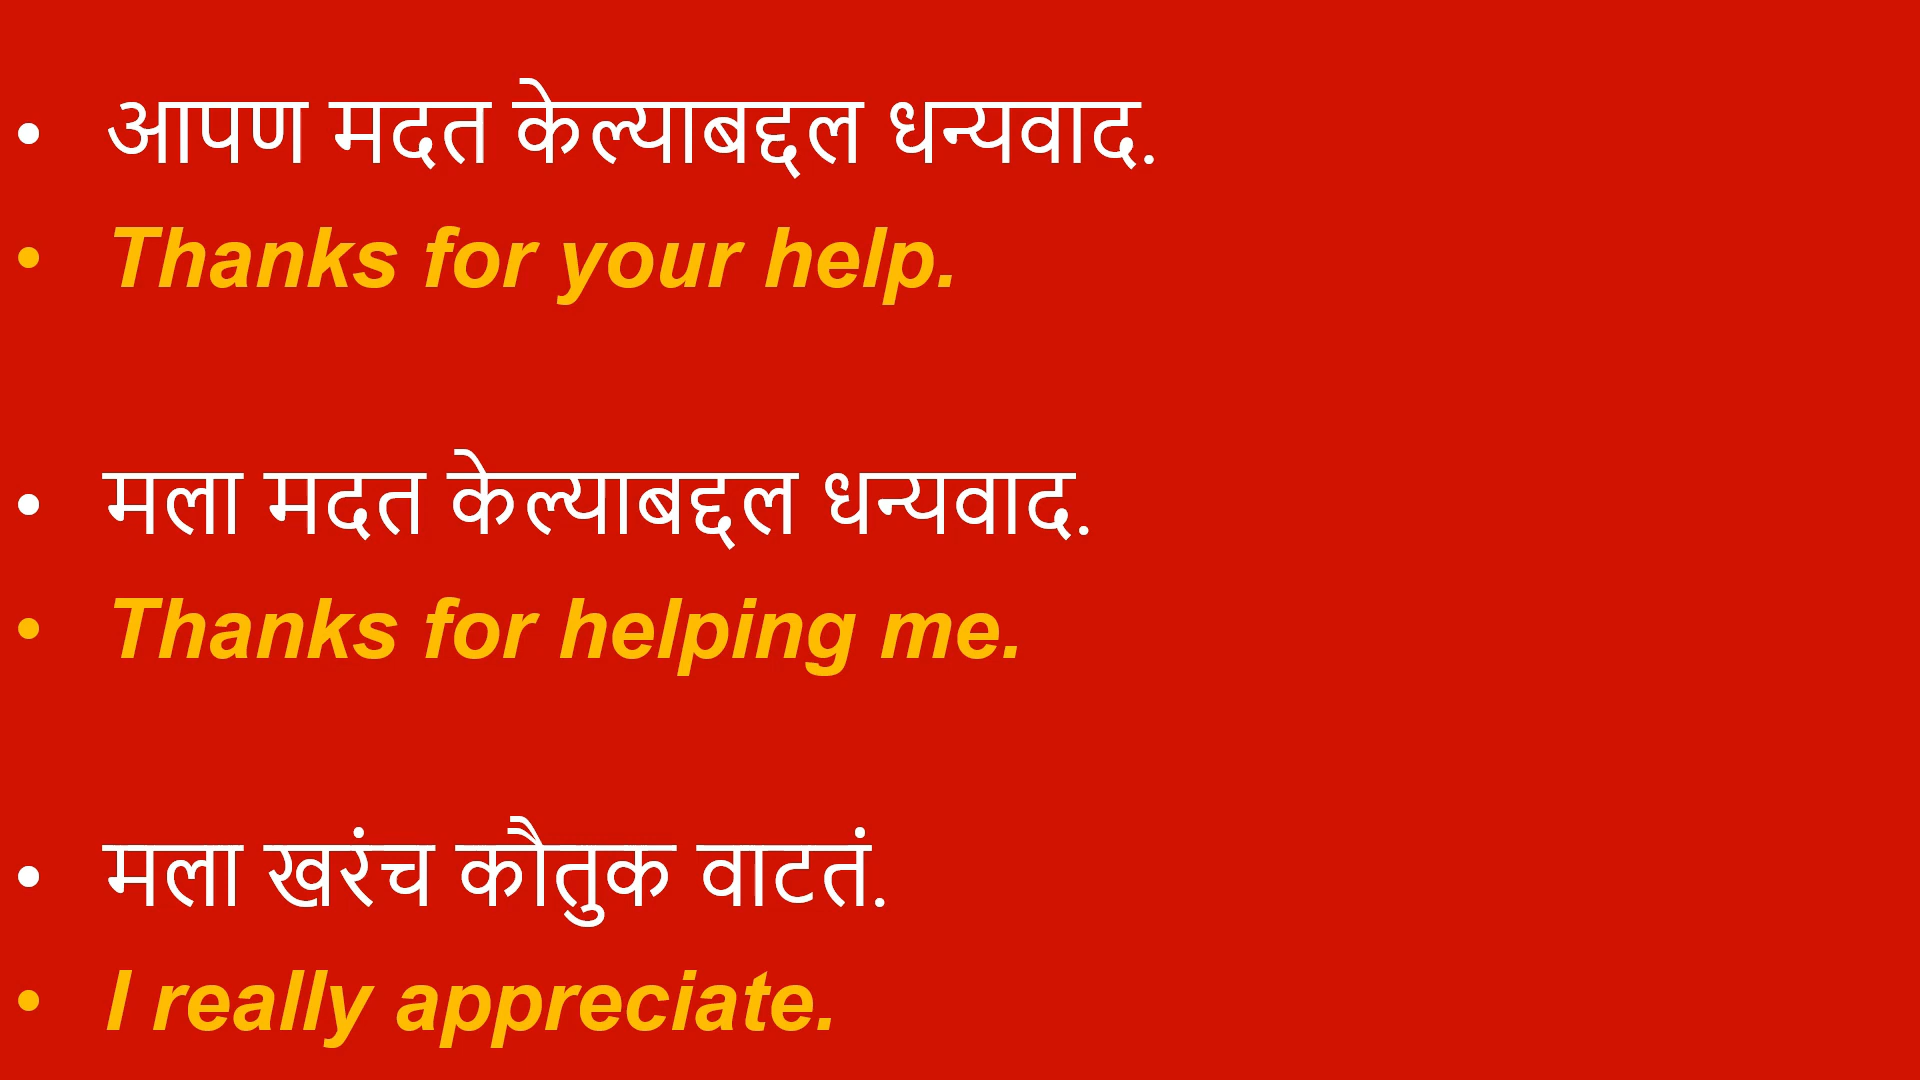 • आपण मदत केल्याबद्दल धन्यवाद.
• Thanks for your help.
• मला मदत केल्याबद्दल धन्यवाद.
• Thanks for helping me.
• मला खरंच कौतुक वाटतं.
• I really appreciate.